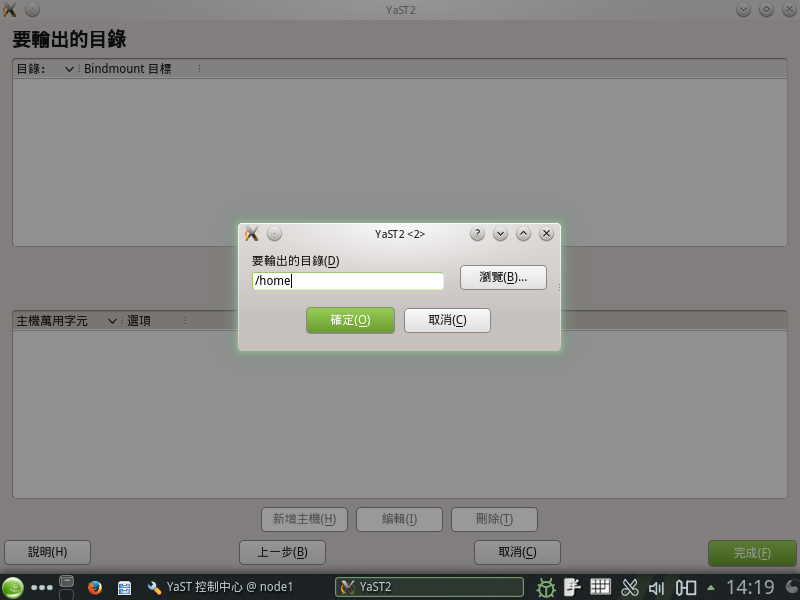 YaST2
要輸出的目錄
目錄: Bindmount 目標
YaST2 <2>
要輸出的目錄(D)
/home
瀏覽(B)...
確定(O) 取消(C)
主機萬用字元 選項
新增主機(H) 編輯(I) 刪除(T)
說明(H) 上一步(B) 取消(C) 完成(F)
YaST 控制中心 @ node1 YaST2 14:19